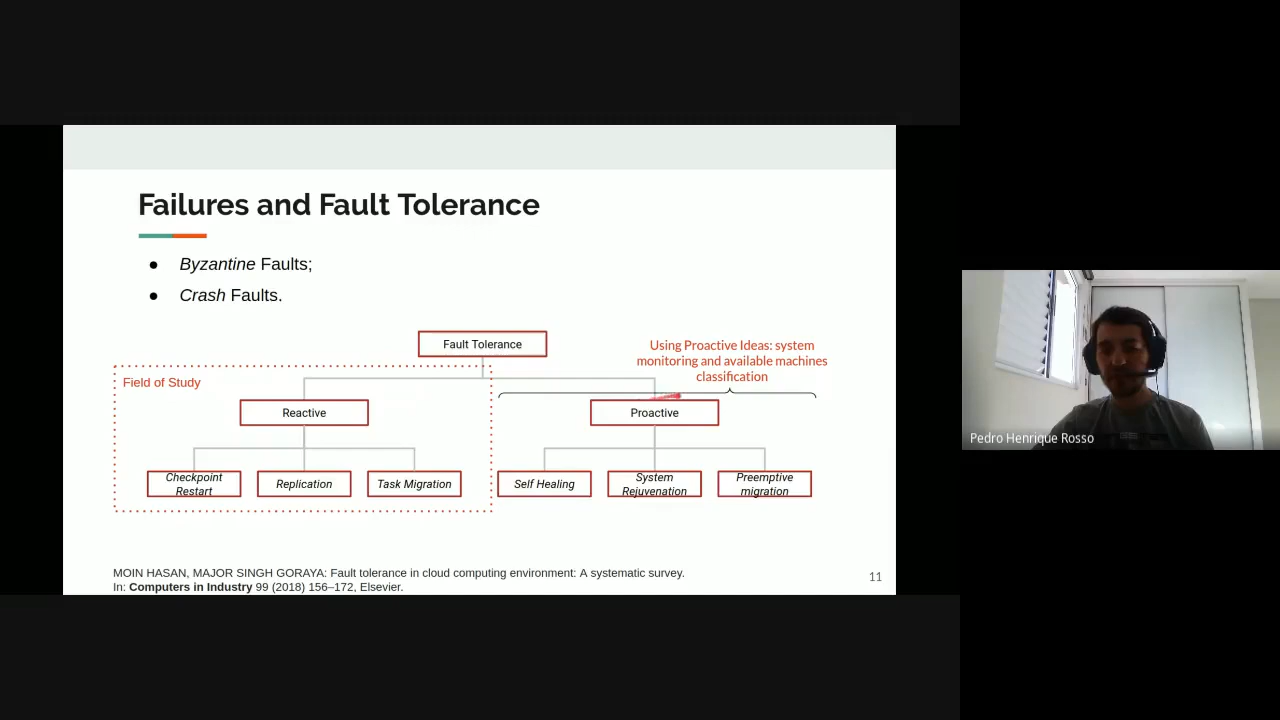 Failures and Fault Tolerance
● Byzantine Faults;
● Crash Faults.
Fault Tolerance
Using Proactive Ideas: system
monitoring and available machines
classification
Field of Study
Reactive
Proactive
Checkpoint
Restart
Replication
Task Migration
Self Healing
System
Rejuvenation
Preemptive
migration
MOIN HASAN, MAJOR SINGH GORAYA: Fault tolerance in cloud computing environment: A systematic survey.
In: Computers in Industry 99 (2018) 156–172, Elsevier.
11
Pedro Henrique Rosso